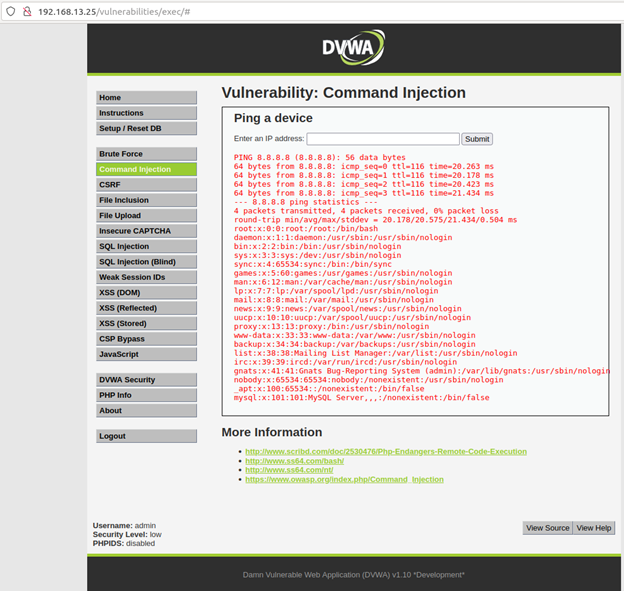 192.168.13.25/vulnerabilities/exec/#
DVWA
Home
Instructions
Setup / Reset DB
Brute Force
Command Injection
CSRF
File Inclusion
File Upload
Insecure CAPTCHA
SQL Injection
SQL Injection (Blind)
Weak Session IDs
XSS (DOM)
XSS (Reflected)
XSS (Stored)
CSP Bypass
JavaScript
DVWA Security
PHP Info
About
Logout
Vulnerability: Command Injection
Ping a device
Enter an IP address: Submit
PING 8.8.8.8 (8.8.8.8): 56 data bytes
64 bytes from 8.8.8.8: icmp_seq=0 ttl=116 time=20.263 ms
64 bytes from 8.8.8.8: icmp_seq=1 ttl=116 time=20.178 ms
64 bytes from 8.8.8.8: icmp_seq=2 ttl=116 time=20.423 ms
64 bytes from 8.8.8.8: icmp_seq=3 ttl=116 time=21.434 ms
--- 8.8.8.8 ping statistics ---
4 packets transmitted, 4 packets received, 0% packet loss
round-trip min/avg/max/stddev = 20.178/20.575/21.434/0.504 ms
root:x:0:0:root:/root:/bin/bash
daemon:x:1:1:daemon:/usr/sbin:/usr/sbin/nologin
bin:x:2:2:bin:/bin:/usr/sbin/nologin
sys:x:3:3:sys:/dev:/usr/sbin/nologin
sync:x:4:65534:sync:/bin:/bin/sync
games:x:5:60:games:/usr/games:/usr/sbin/nologin
man:x:6:12:man:/var/cache/man:/usr/sbin/nologin
lp:x:7:7:lp:/var/spool/lpd:/usr/sbin/nologin
mail:x:8:8:mail:/var/mail:/usr/sbin/nologin
news:x:9:9:news:/var/spool/news:/usr/sbin/nologin
uucp:x:10:10:uucp:/var/spool/uucp:/usr/sbin/nologin
proxy:x:13:13:proxy:/bin:/usr/sbin/nologin
www-data:x:33:33:www-data:/var/www:/usr/sbin/nologin
backup:x:34:34:backup:/var/backups:/usr/sbin/nologin
list:x:38:38:Mailing List Manager:/var/list:/usr/sbin/nologin
irc:x:39:39:ircd:/var/run/ircd:/usr/sbin/nologin
gnats:x:41:41:Gnats Bug-Reporting System (admin):/var/lib/gnats:/usr/sbin/nologin
nobody:x:65534:65534:nobody:/nonexistent:/usr/sbin/nologin
_apt:x:100:65534::/nonexistent:/bin/false
mysql:x:101:101:MySQL Server,,,:/nonexistent:/bin/false
More Information
http://www.scribd.com/doc/2530476/Php-Endangers-Remote-Code-Execution
http://www.ss64.com/bash/
http://www.ss64.com/nt/
https://www.owasp.org/index.php/Command_Injection
Username: admin
Security Level: low
PHPIDS: disabled
View Source View Help
Damn Vulnerable Web Application (DVWA) v1.10 *Development*